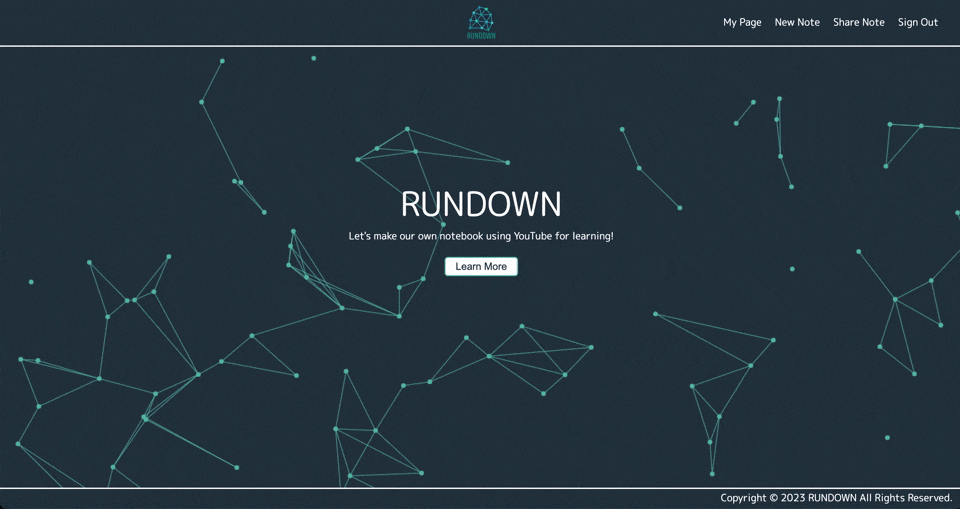 RUNDOWN
My Page New Note Share Note Sign Out
RUNDOWN
Let's make our own notebook using YouTube for learning!
Learn More
Copyright © 2023 RUNDOWN All Rights Reserved.